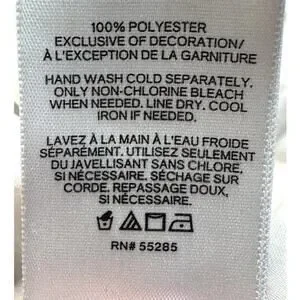 100% POLYESTER
EXCLUSIVE OF DECORATION/
À L'EXCEPTION DE LA GARNITURE
HAND WASH COLD SEPARATELY.
ONLY NON-CHLORINE BLEACH
WHEN NEEDED. LINE DRY. COOL
IRON IF NEEDED.
LAVEZ À LA MAIN À L'EAU FROIDE
SÉPARÉMENT. UTILISEZ SEULEMENT
DU JAVELLISANT SANS CHLORE,
SI NÉCESSAIRE. SÉCHAGE SUR
CORDE. REPASSAGE DOUX,
SI NÉCESSAIRE.
RN# 55285